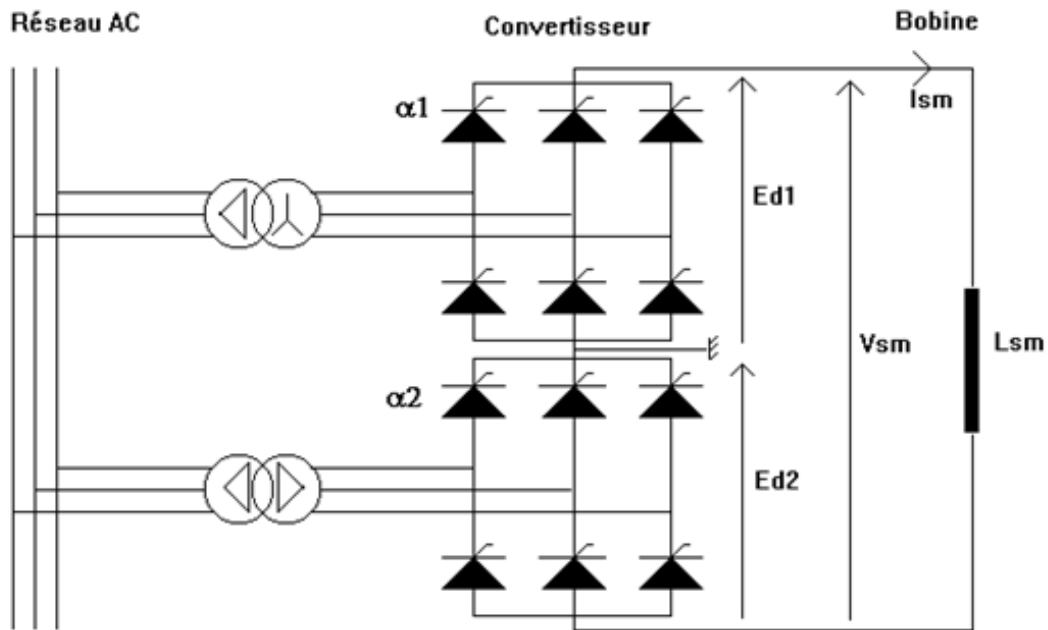 Réseau AC
Convertisseur
Bobine
α1
Ism
Ed1
Vsm
Lsm
α2
Ed2